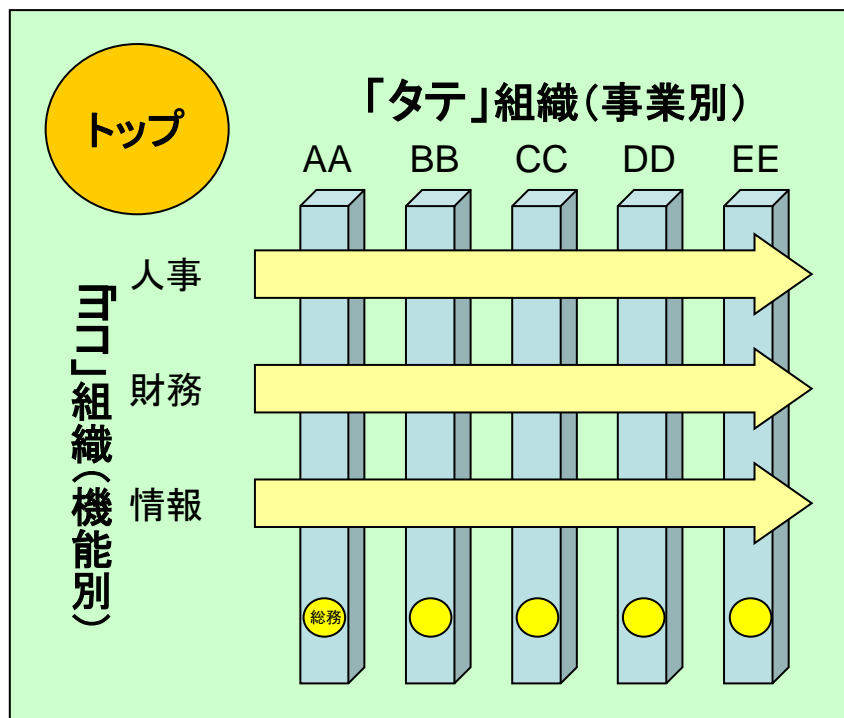 トップ
「タテ」組織(事業別)
AA BB CC DD EE
「ヨコ」組織(機能別)
人事
財務
情報
総務